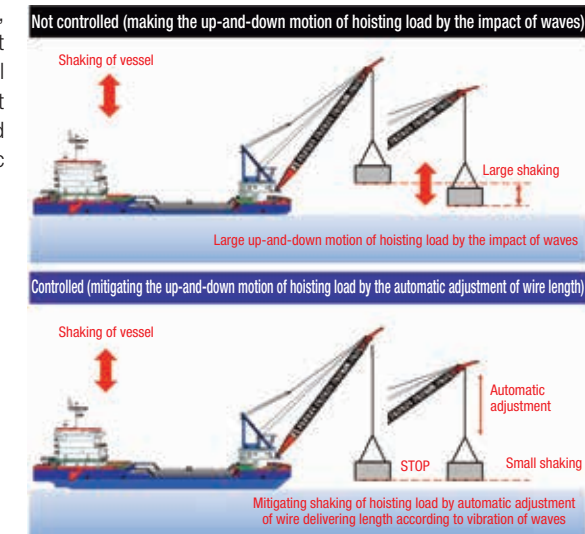 Not controlled (making the up-and-down motion of hoisting load by the impact of waves)
Shaking of vessel
Large shaking
Large up-and-down motion of hoisting load by the impact of waves
Controlled (mitigating the up-and-down motion of hoisting load by the automatic adjustment of wire length)
Shaking of vessel
Automatic
adjustment
STOP
Small shaking
Mitigating shaking of hoisting load by automatic adjustment
of wire delivering length according to vibration of waves